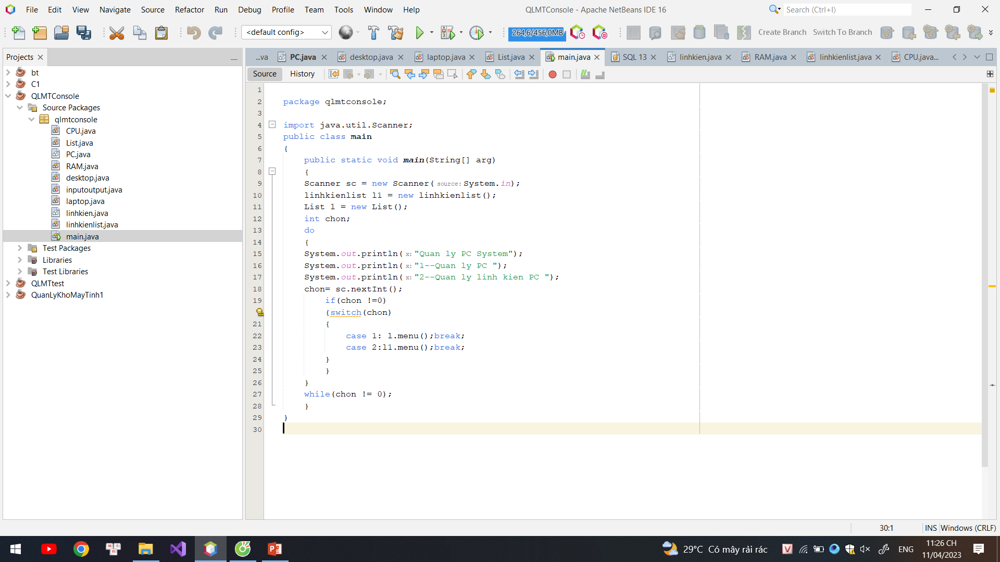 File Edit View Navigate Source Refactor Run Debug Profile Team Tools Window Help
QLMTConsole - Apache NetBeans IDE 16
Search (Ctrl+I)
<default config>
264,6/456,0MB
Create Branch Switch To Branch
Projects
...va PC.java desktop.java laptop.java List.java main.java SQL 13 linhkien.java RAM.java linhkienlist.java CPU.java...
Source History
bt
C1
QLMTConsole
Source Packages
qlmtconsole
CPU.java
List.java
PC.java
RAM.java
desktop.java
inputoutput.java
laptop.java
linhkien.java
linhkienlist.java
main.java
Test Packages
Libraries
Test Libraries
QLMTtest
QuanLyKhoMayTinh1
1
2 package qlmtconsole;
3
4 import java.util.Scanner;
5 public class main
6 {
7 public static void main(String[] arg)
8 {
9 Scanner sc = new Scanner( source: System.in);
10 linhkienlist l1 = new linhkienlist();
11 List l = new List();
12 int chon;
13 do
14 {
15 System.out.println( x: "Quan ly PC System");
16 System.out.println( x: "1--Quan ly PC ");
17 System.out.println( x: "2--Quan ly linh kien PC ");
18 chon= sc.nextInt();
19 if(chon !=0)
{switch(chon)
21 {
22 case 1: l.menu();break;
23 case 2:l1.menu();break;
24 }
25 }
26 }
27 while(chon != 0);
28 }
29 }
30
30:1 INS Windows (CRLF)
29°C Có mây rải rác
ENG
11:26 CH
11/04/2023